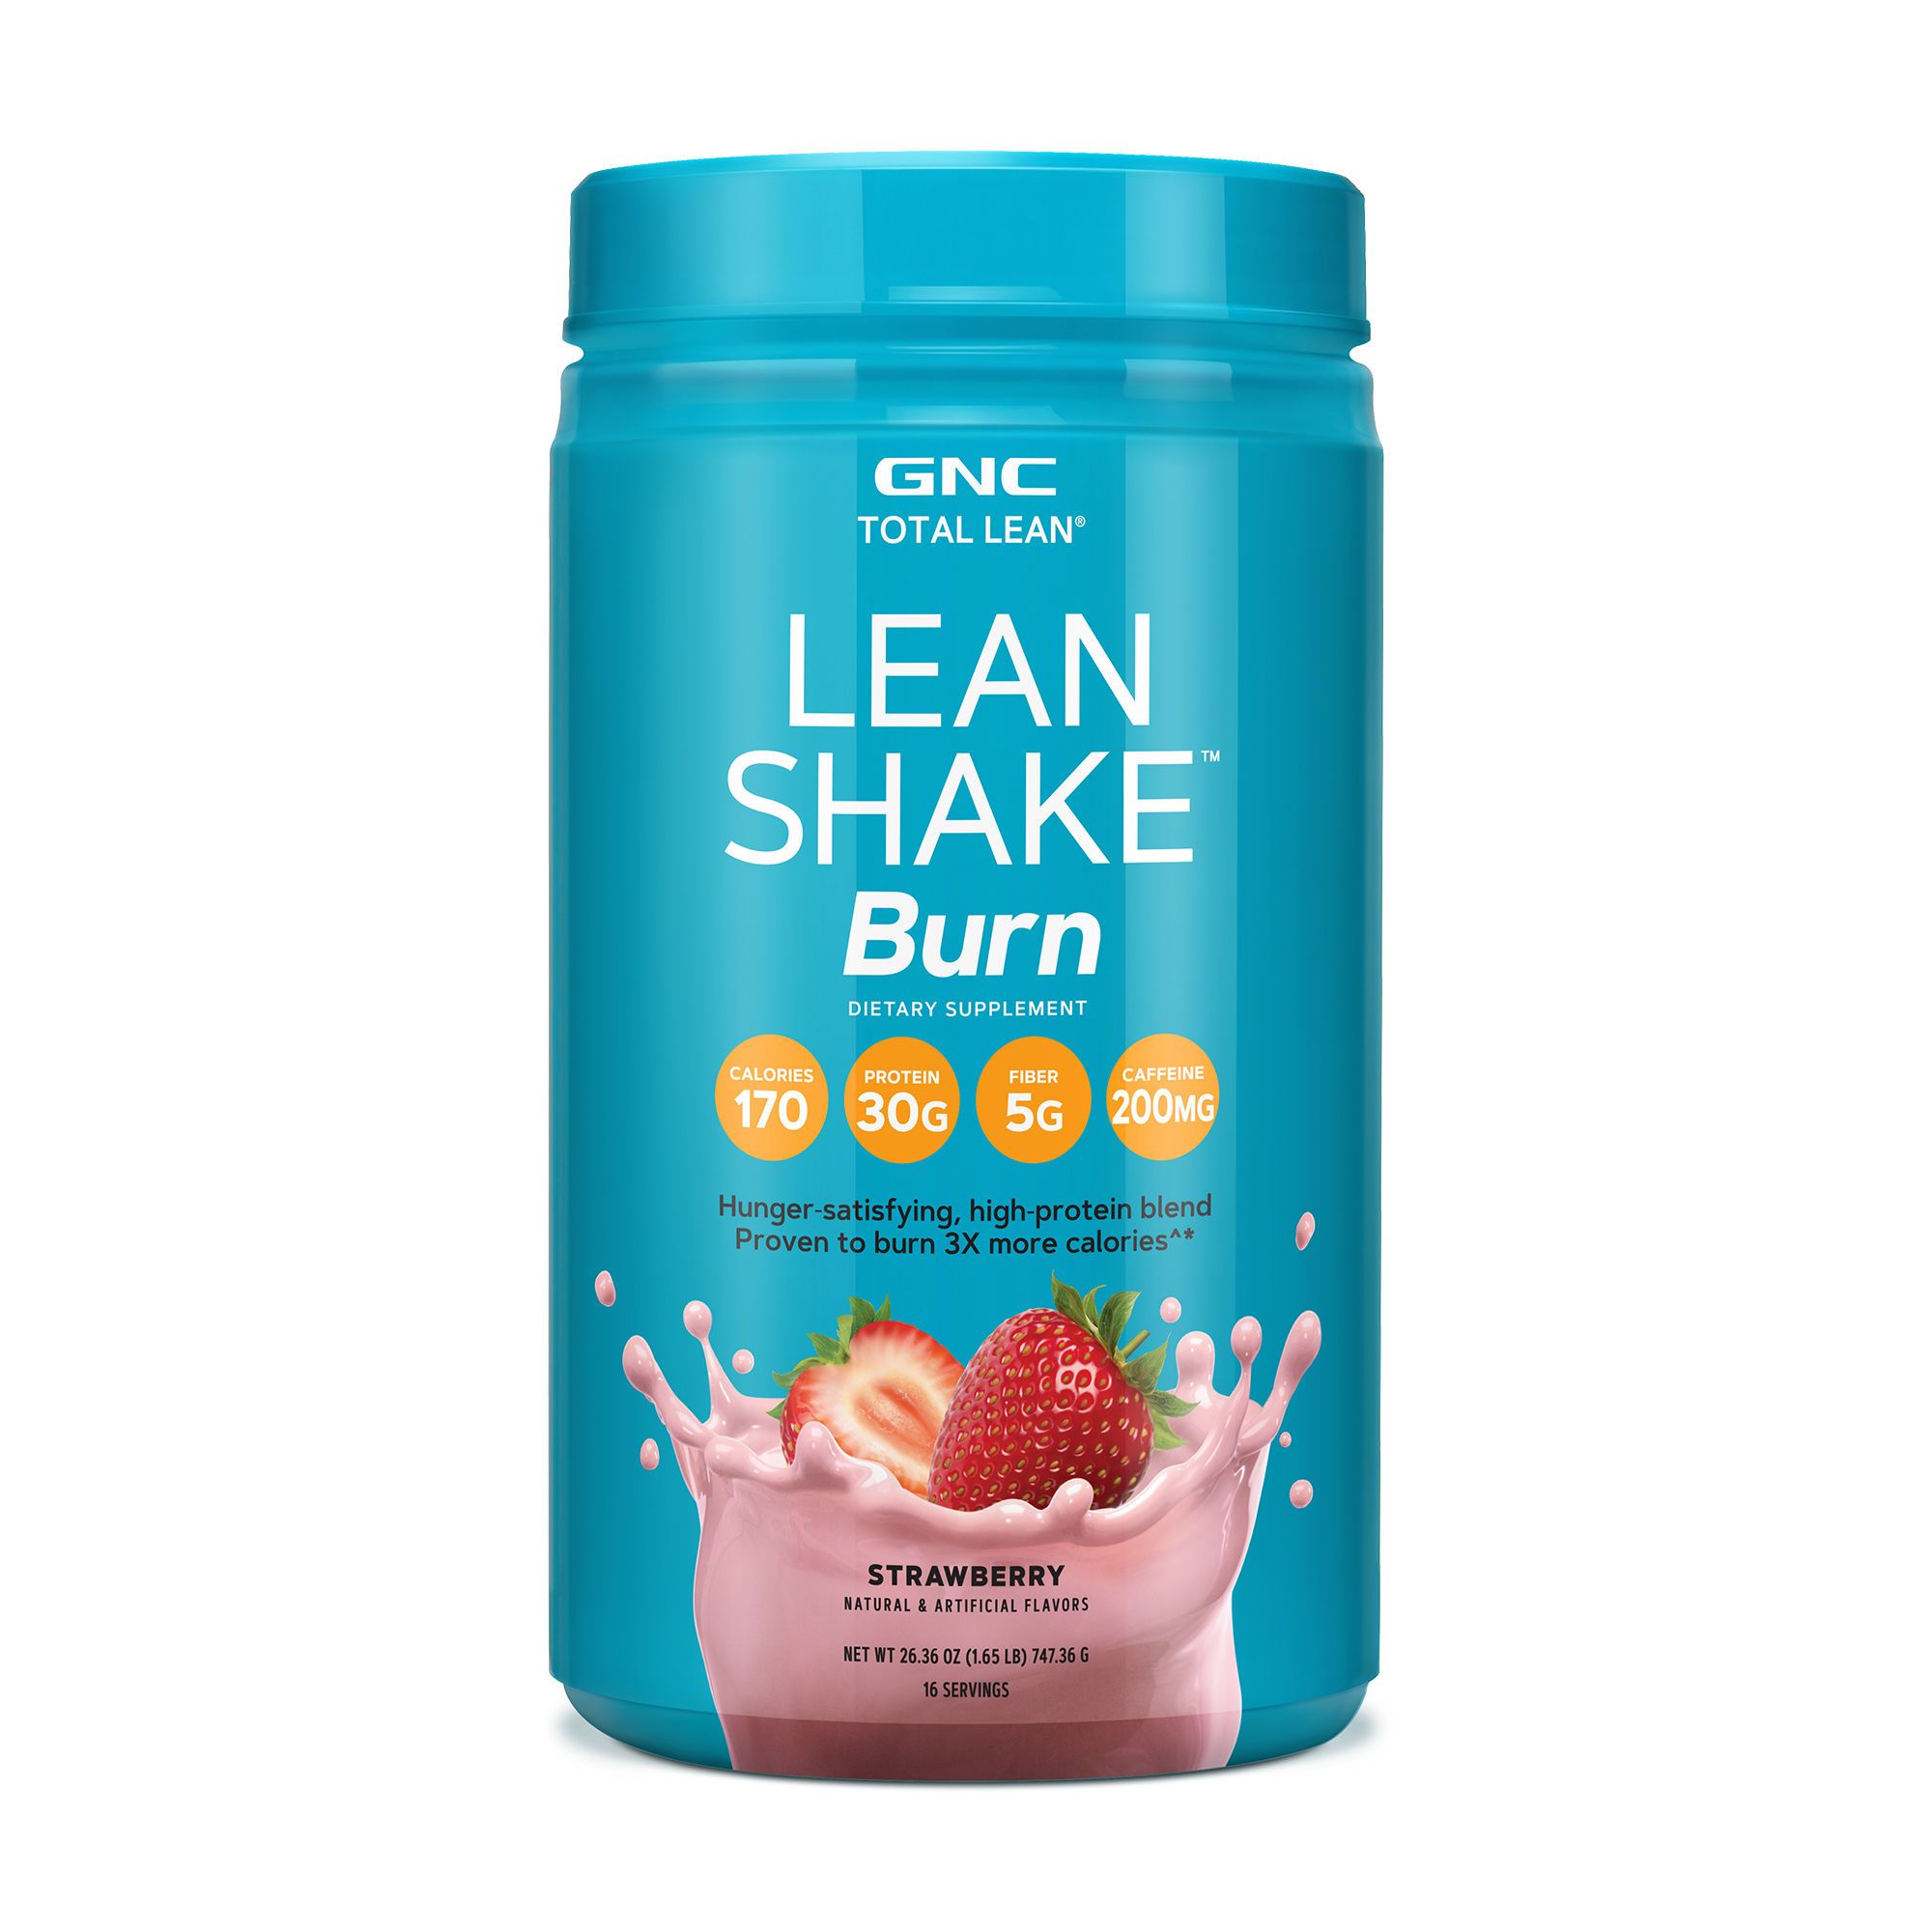 GNC
TOTAL LEAN®
LEAN
SHAKE™
Burn
DIETARY SUPPLEMENT
CALORIES
170
PROTEIN
30G
FIBER
5G
CAFFEINE
200MG
Hunger-satisfying, high-protein blend
Proven to burn 3X more calories^*
STRAWBERRY
NATURAL & ARTIFICIAL FLAVORS
NET WT 26.36 OZ (1.65 LB) 747.36 G
16 SERVINGS